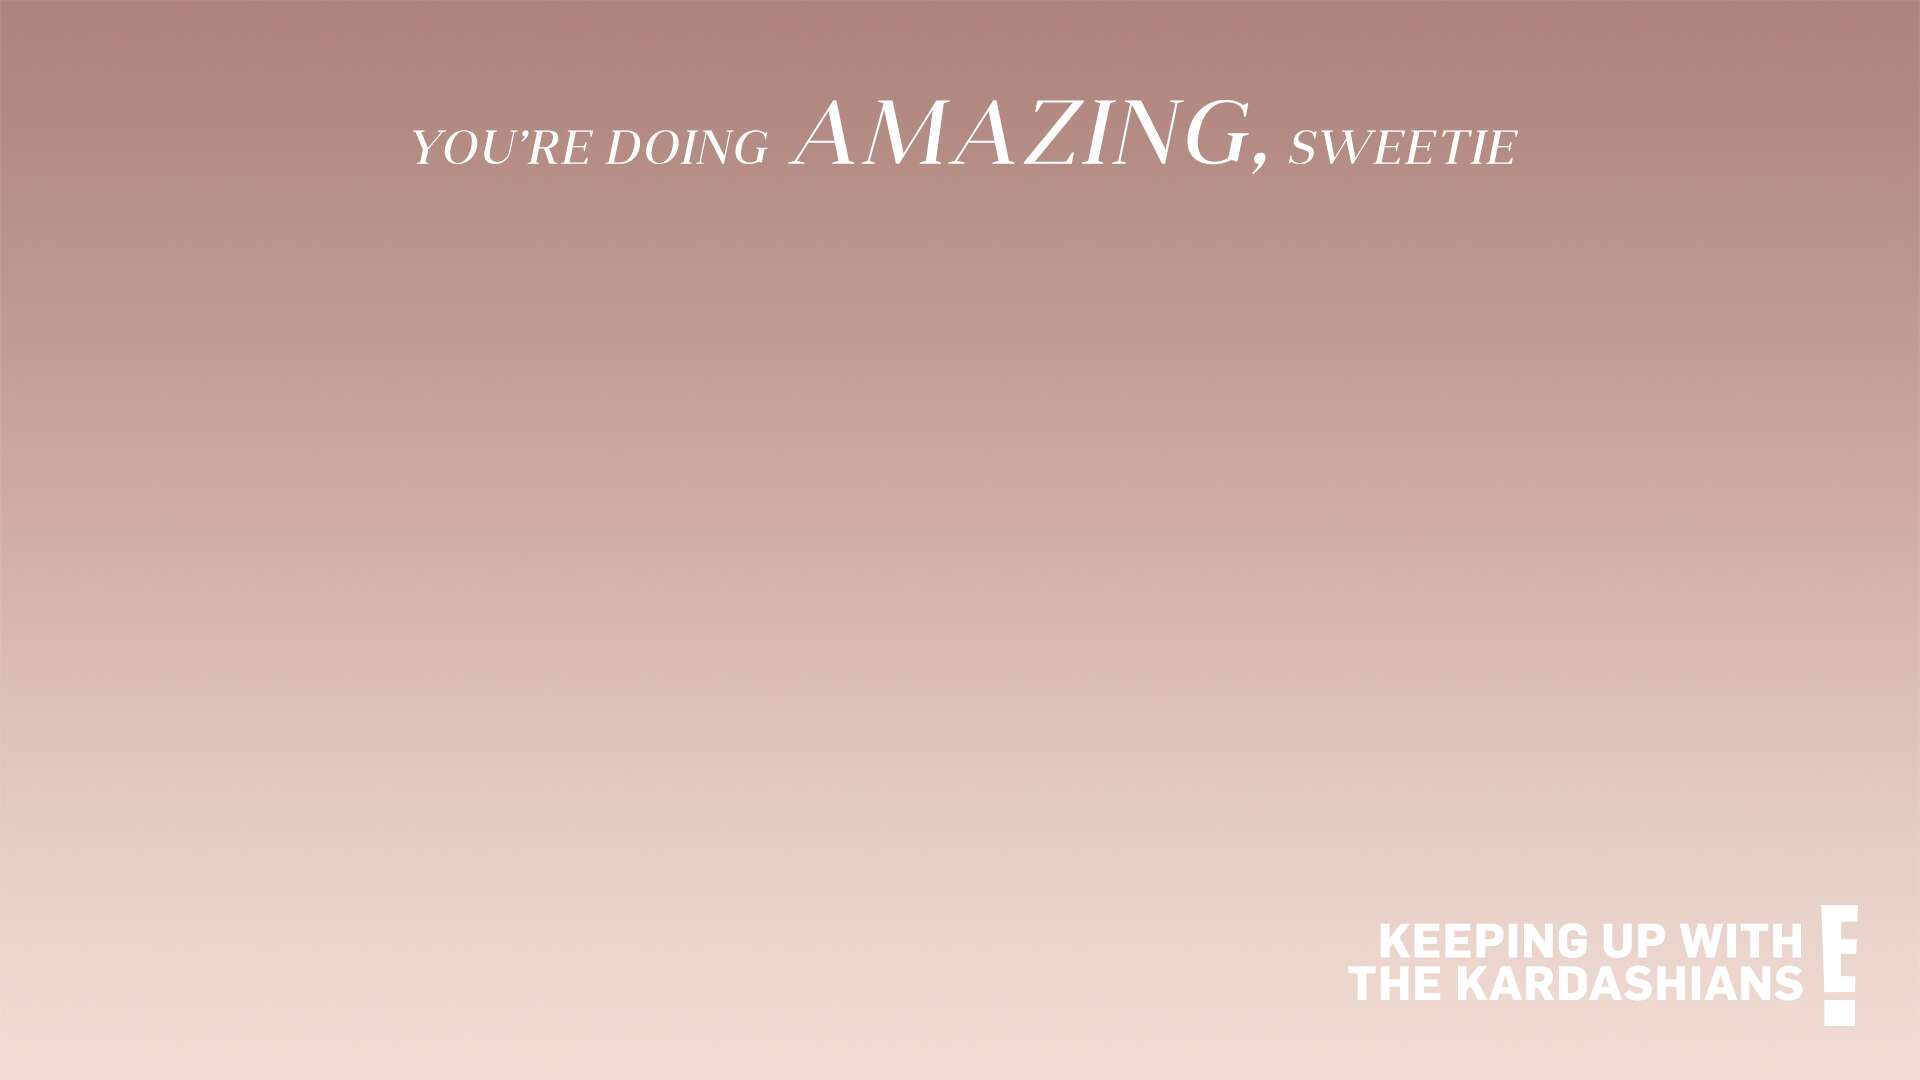 YOU’RE DOING AMAZING, SWEETIE
KEEPING UP WITH
THE KARDASHIANS
E!